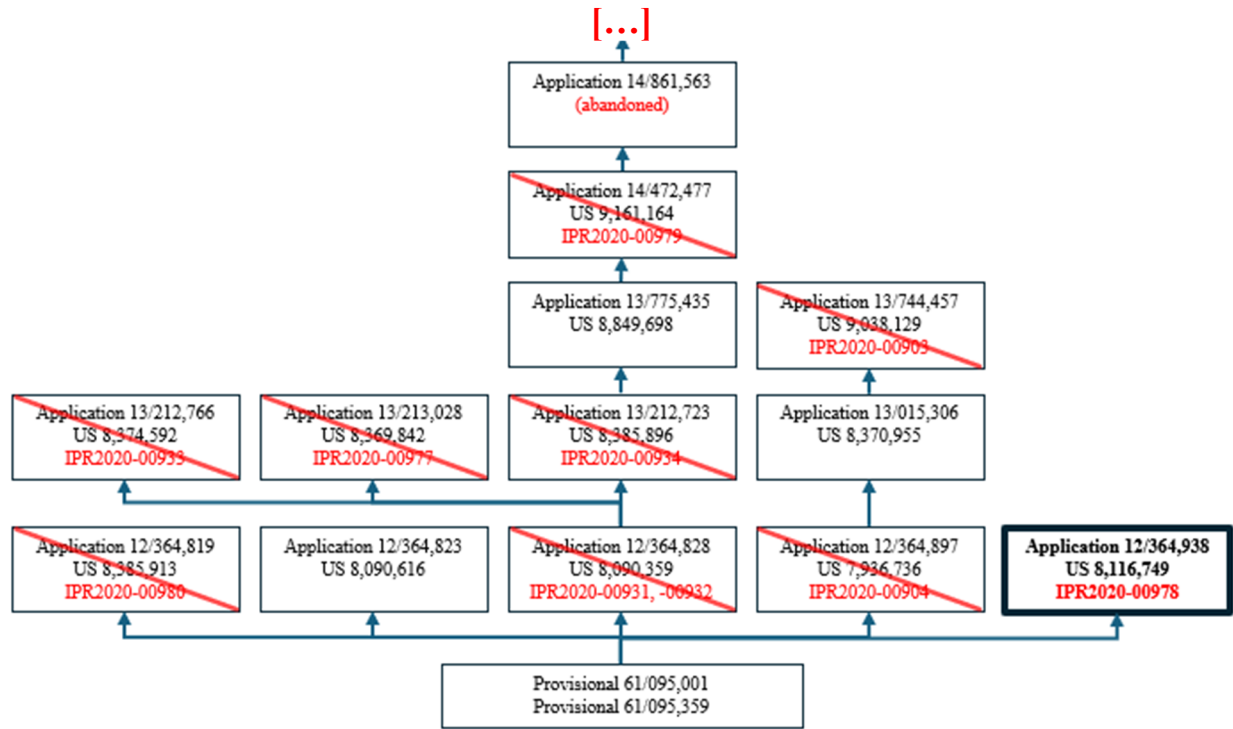 […]
Application 14/861,563
(abandoned)
Application 14/472,477
US 9,161,164
IPR2020-00979
Application 13/775,435
US 8,849,698
Application 13/744,457
US 9,038,129
IPR2020-00903
Application 13/212,766
US 8,374,592
IPR2020-00933
Application 13/213,028
US 8,369,842
IPR2020-00977
Application 13/212,723
US 8,385,896
IPR2020-00934
Application 13/015,306
US 8,370,955
Application 12/364,819
US 8,385,913
IPR2020-00980
Application 12/364,823
US 8,090,616
Application 12/364,828
US 8,090,359
IPR2020-00931, -00932
Application 12/364,897
US 7,936,736
IPR2020-00904
Application 12/364,938
US 8,116,749
IPR2020-00978
Provisional 61/095,001
Provisional 61/095,359